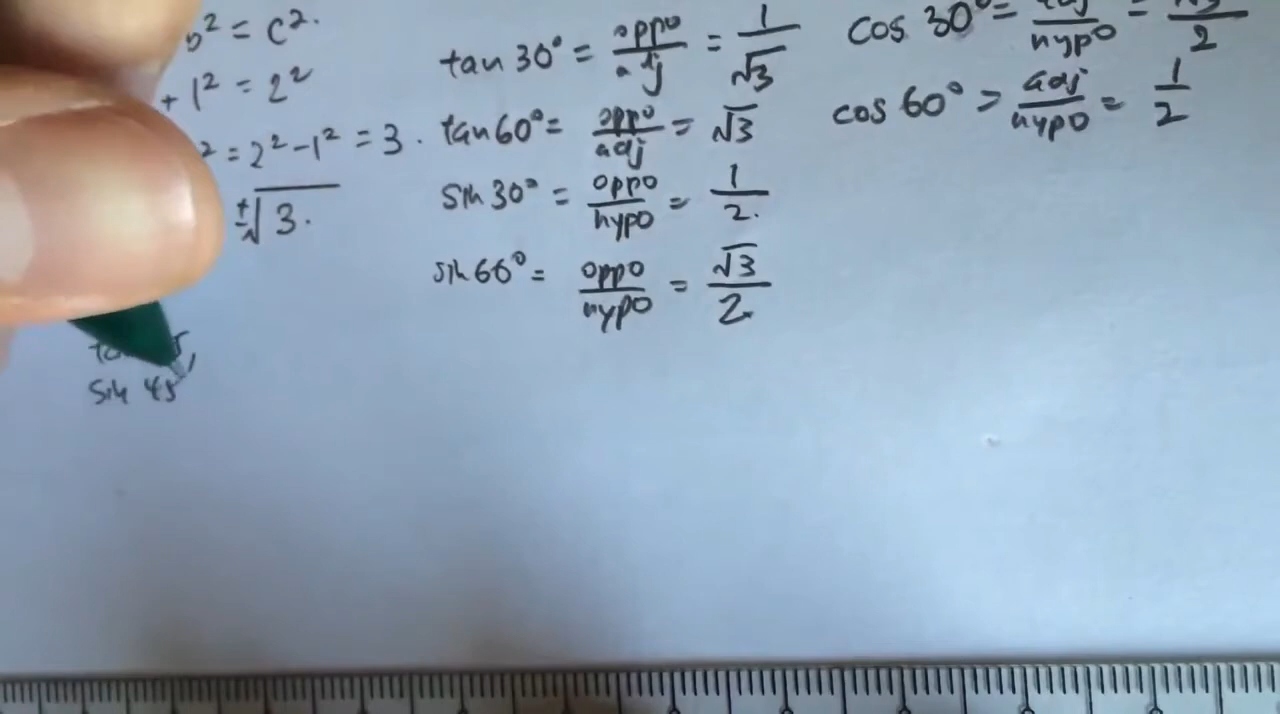 b² = c².
+ 1² = 2²
² = 2² - 1² = 3.
±√3.
tan 30° = oppo/adj = 1/√3
tan 60° = oppo/adj = √3
sin 30° = oppo/hypo = 1/2.
sin 60° = oppo/hypo = √3/2
cos 30° = adj/hypo = √3/2
cos 60° = adj/hypo = 1/2
sin 45